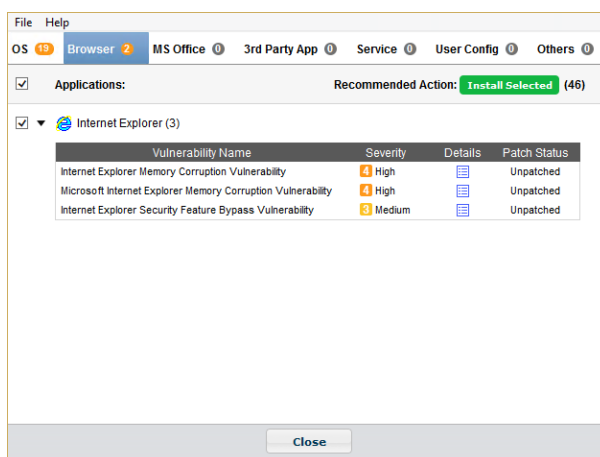 File Help
OS 19 Browser 2 MS Office 0 3rd Party App 0 Service 0 User Config 0 Others 0
Applications: Recommended Action: Install Selected (46)
Internet Explorer (3)
Vulnerability Name Severity Details Patch Status
Internet Explorer Memory Corruption Vulnerability 4 High Unpatched
Microsoft Internet Explorer Memory Corruption Vulnerability 4 High Unpatched
Internet Explorer Security Feature Bypass Vulnerability 3 Medium Unpatched
Close